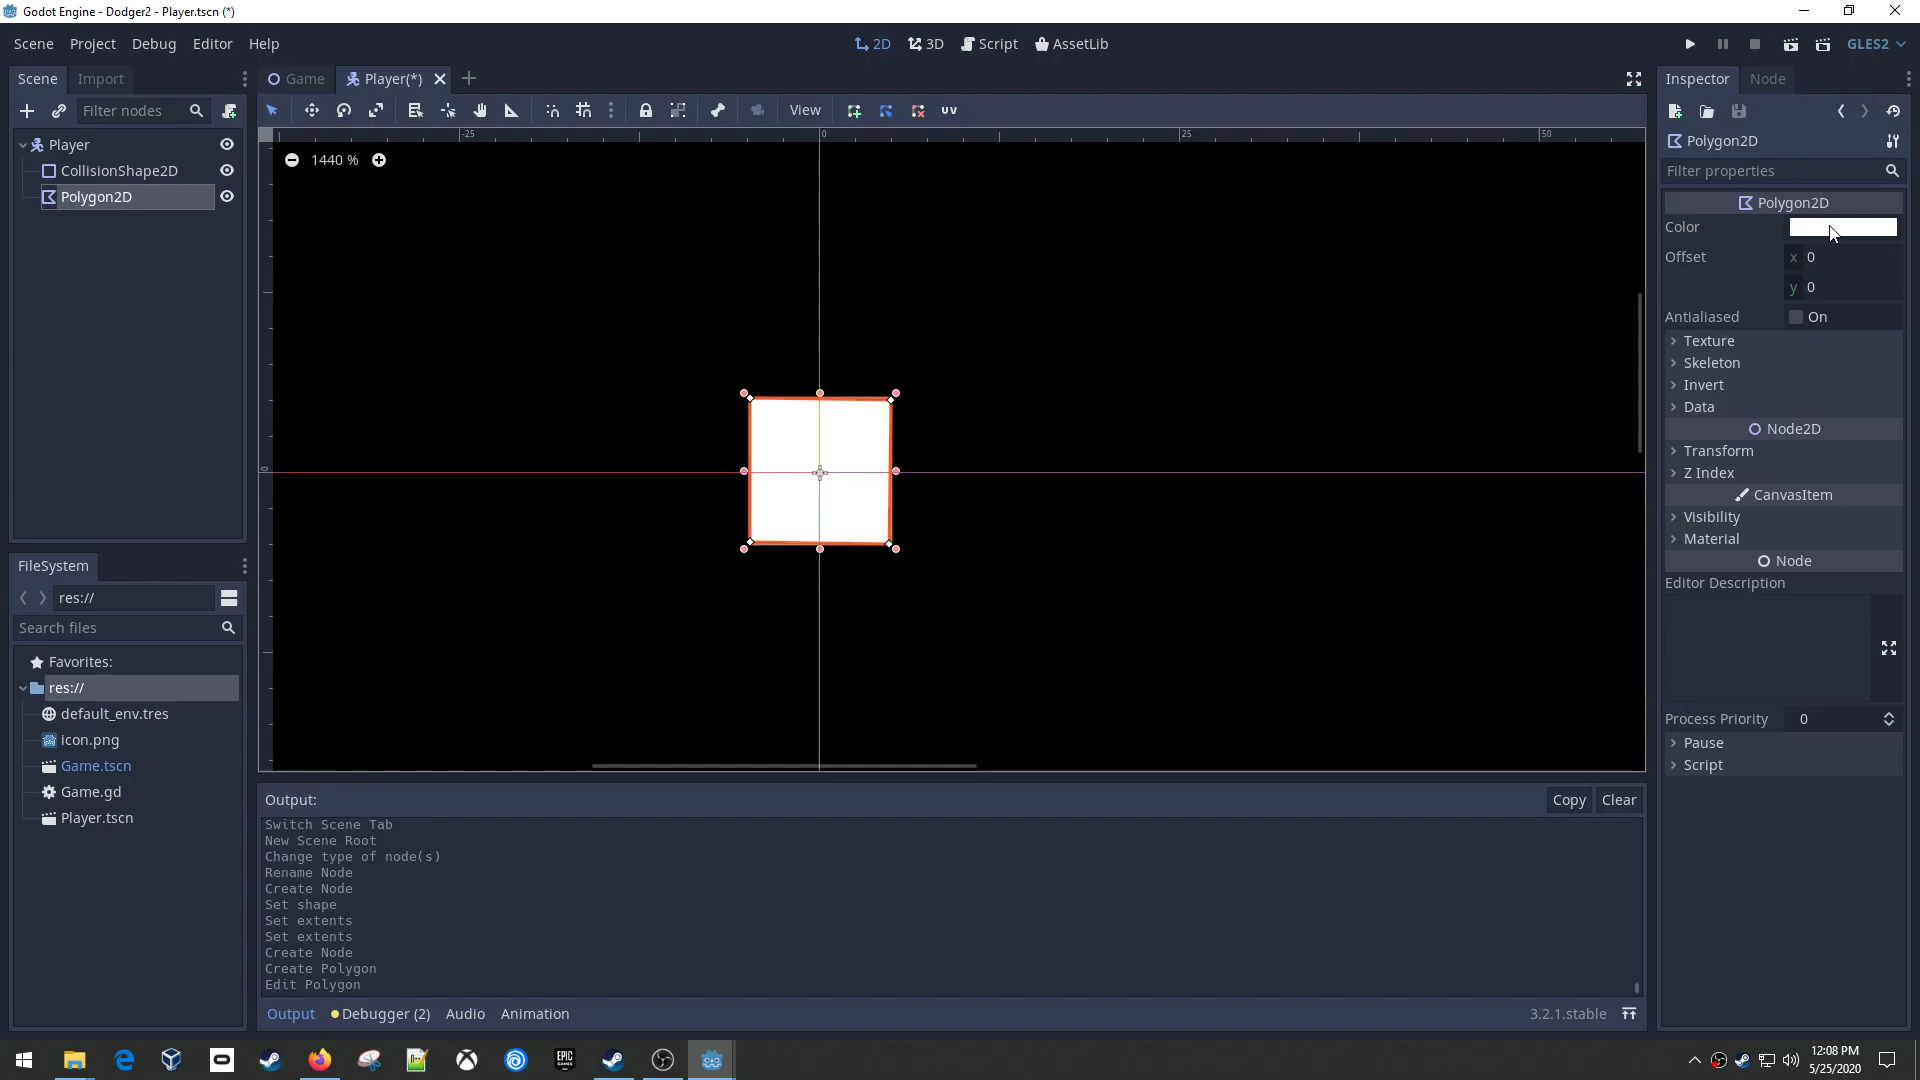 Godot Engine - Dodger2 - Player.tscn (*)
Scene Project Debug Editor Help
2D 3D Script AssetLib
GLES2
Scene Import
Game Player(*)
Inspector Node
Filter nodes
View
UV
Player
CollisionShape2D
Polygon2D
-25 0 25 50
1440 %
0
Polygon2D
Filter properties
Polygon2D
Color
Offset x 0
y 0
Antialiased On
Texture
Skeleton
Invert
Data
Node2D
Transform
Z Index
CanvasItem
Visibility
Material
Node
Editor Description
Process Priority 0
Pause
Script
FileSystem
res://
Search files
Favorites:
res://
default_env.tres
icon.png
Game.tscn
Game.gd
Player.tscn
Output:
Copy Clear
Switch Scene Tab
New Scene Root
Change type of node(s)
Rename Node
Create Node
Set shape
Set extents
Set extents
Create Node
Create Polygon
Edit Polygon
Output Debugger (2) Audio Animation
3.2.1.stable
EPIC
GAMES
12:08 PM
5/25/2020